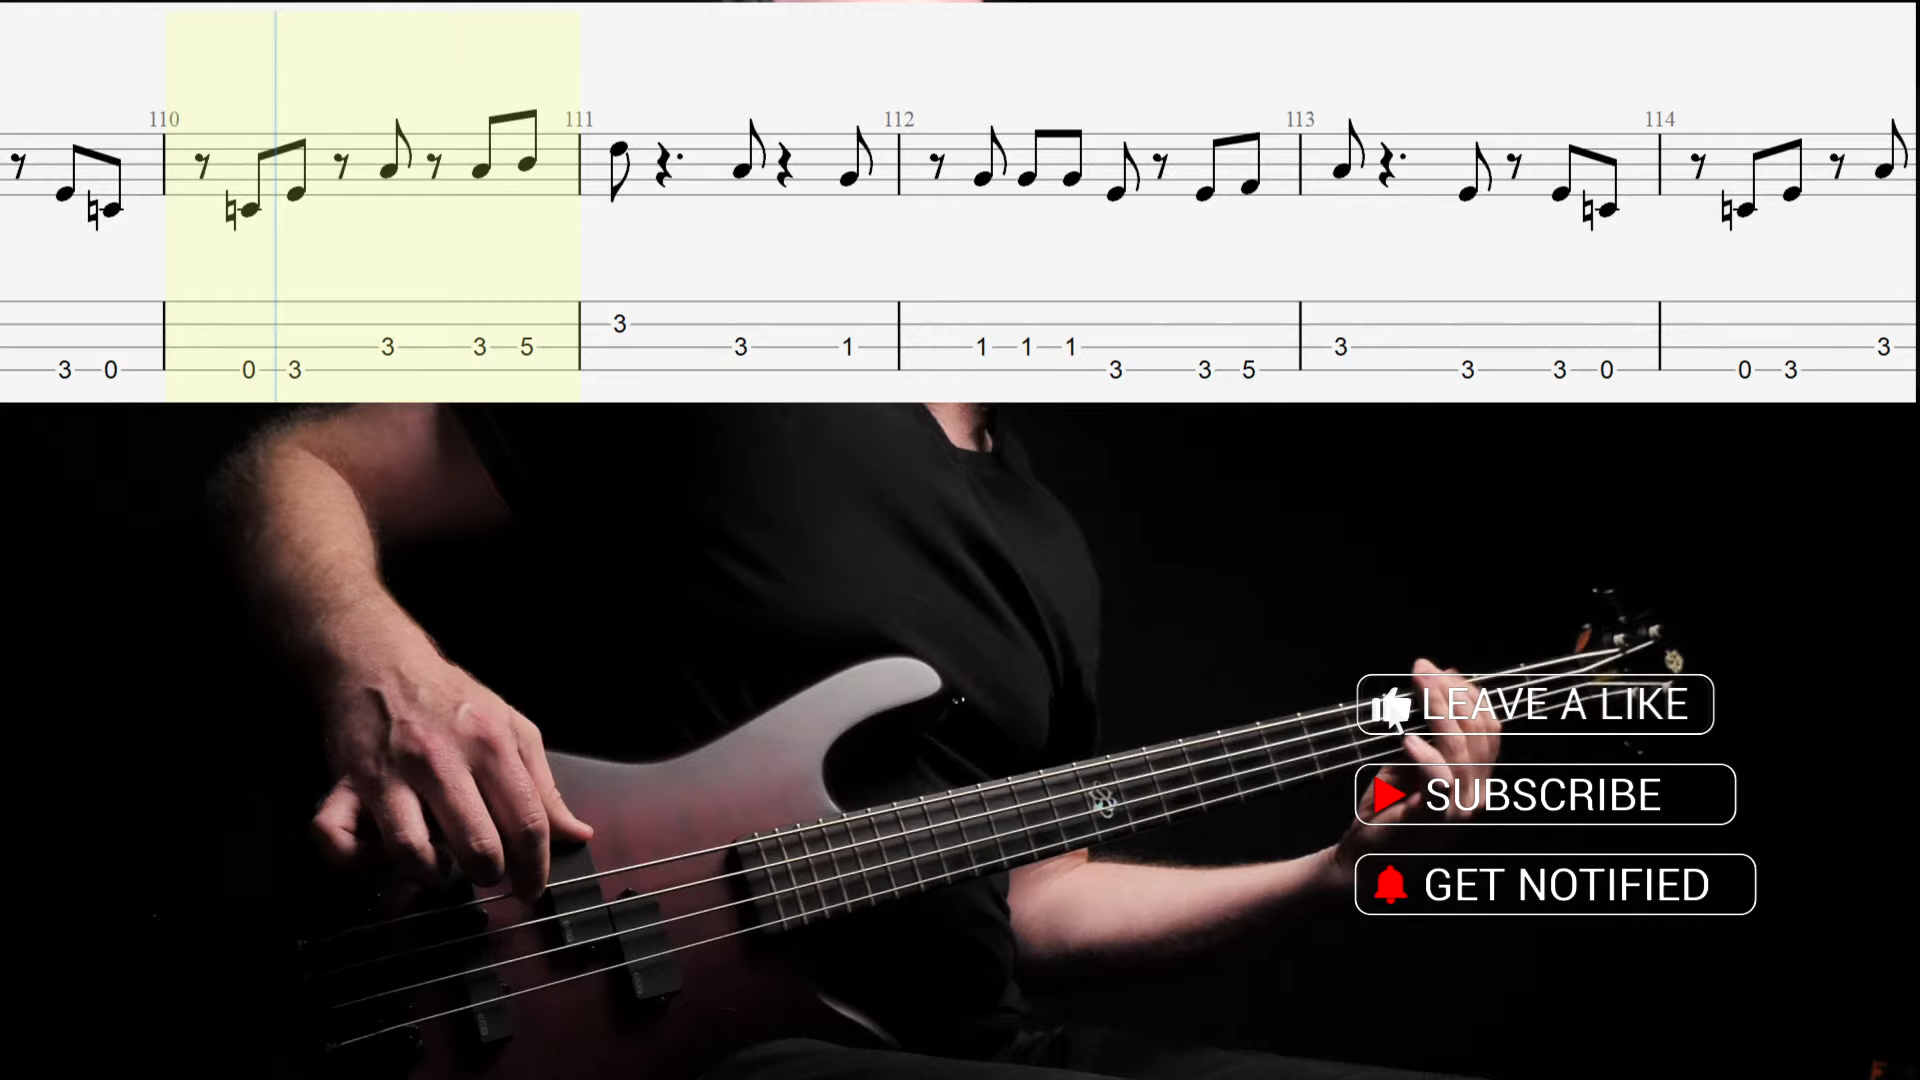 110 111 112 113 114
3
3 3 5 3 1 1 1 1 3 3
3 0 0 3 3 3 5 3 3 0 0 3
LEAVE A LIKE
SUBSCRIBE
GET NOTIFIED